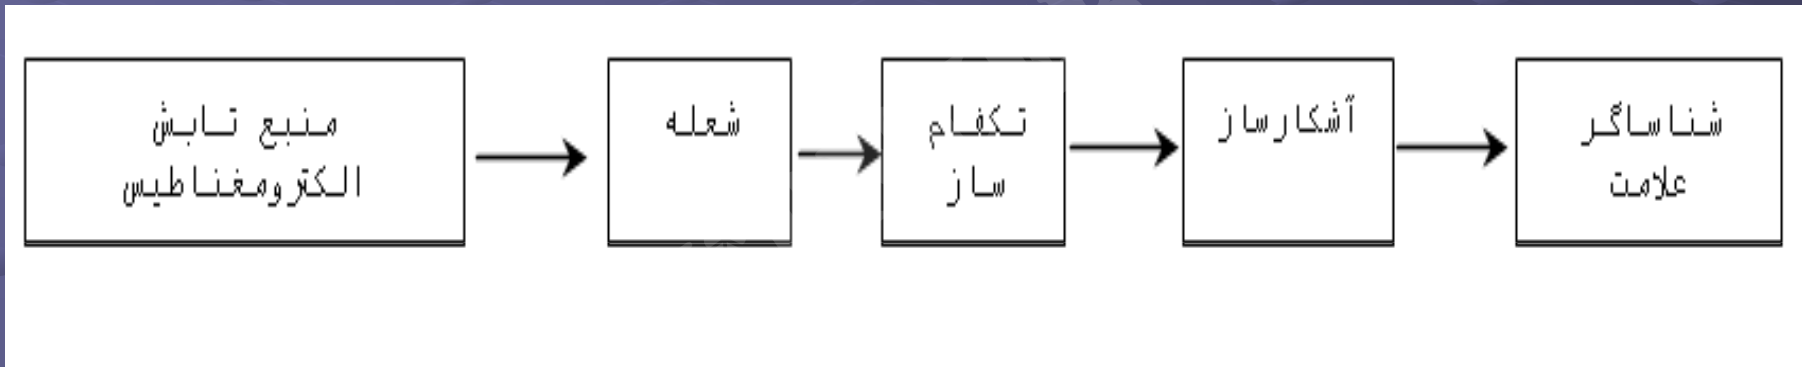 منبع تابش
الکترومغناطیس
شعله
تکفام
ساز
آشکارساز
شناساگر
علامت